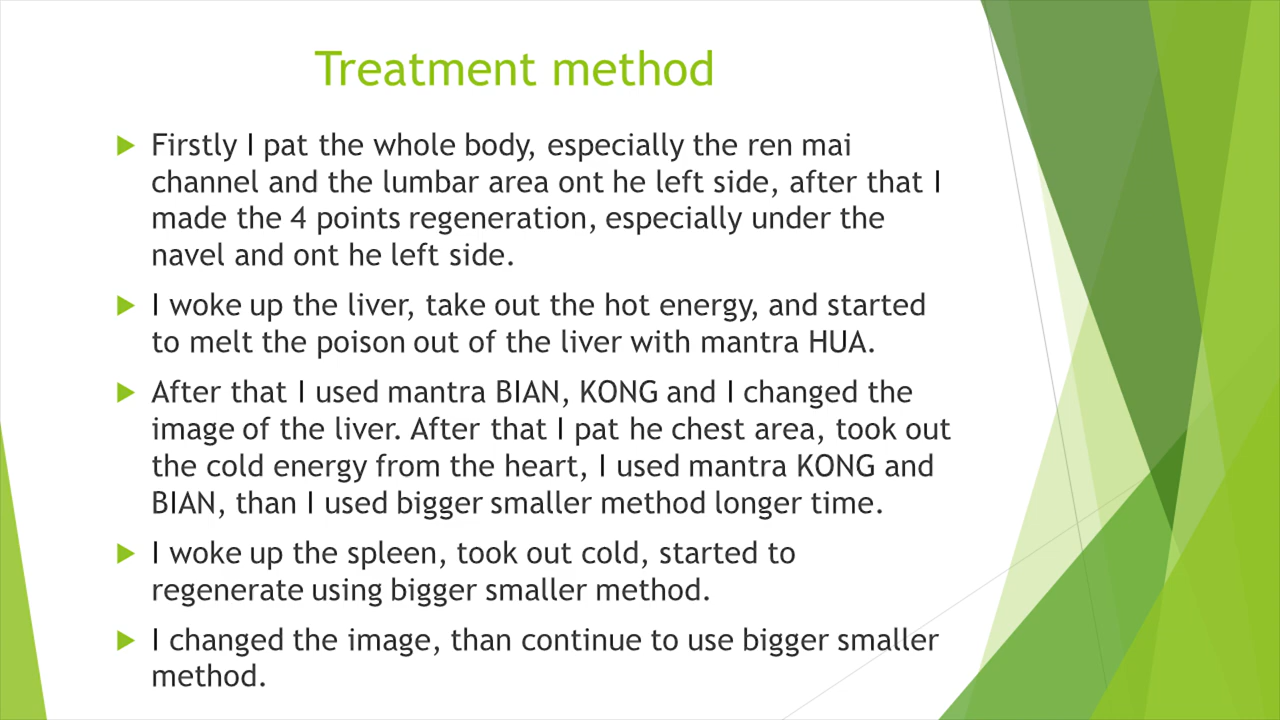 Treatment method
Firstly I pat the whole body, especially the ren mai
channel and the lumbar area ont he left side, after that I
made the 4 points regeneration, especially under the
navel and ont he left side.
I woke up the liver, take out the hot energy, and started
to melt the poison out of the liver with mantra HUA.
After that I used mantra BIAN, KONG and I changed the
image of the liver. After that I pat he chest area, took out
the cold energy from the heart, I used mantra KONG and
BIAN, than I used bigger smaller method longer time.
I woke up the spleen, took out cold, started to
regenerate using bigger smaller method.
I changed the image, than continue to use bigger smaller
method.